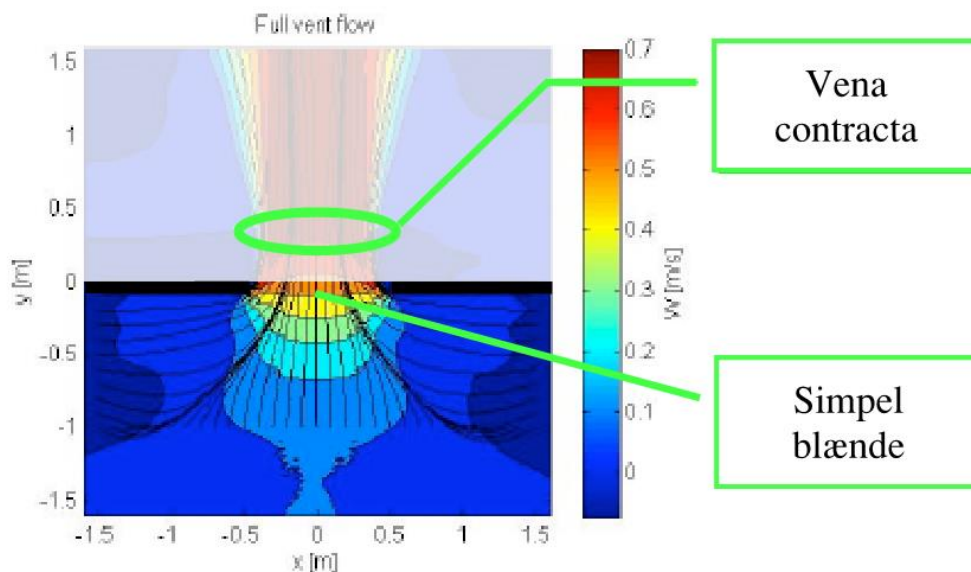 Full vent flow
1.5
1
0.5
0
-0.5
-1
-1.5
y [m]
-1.5
-1
-0.5
0
0.5
1
1.5
x [m]
0.7
0.6
0.5
0.4
0.3
0.2
0.1
0
W [m/s]
Vena
contracta
Simpel
blænde